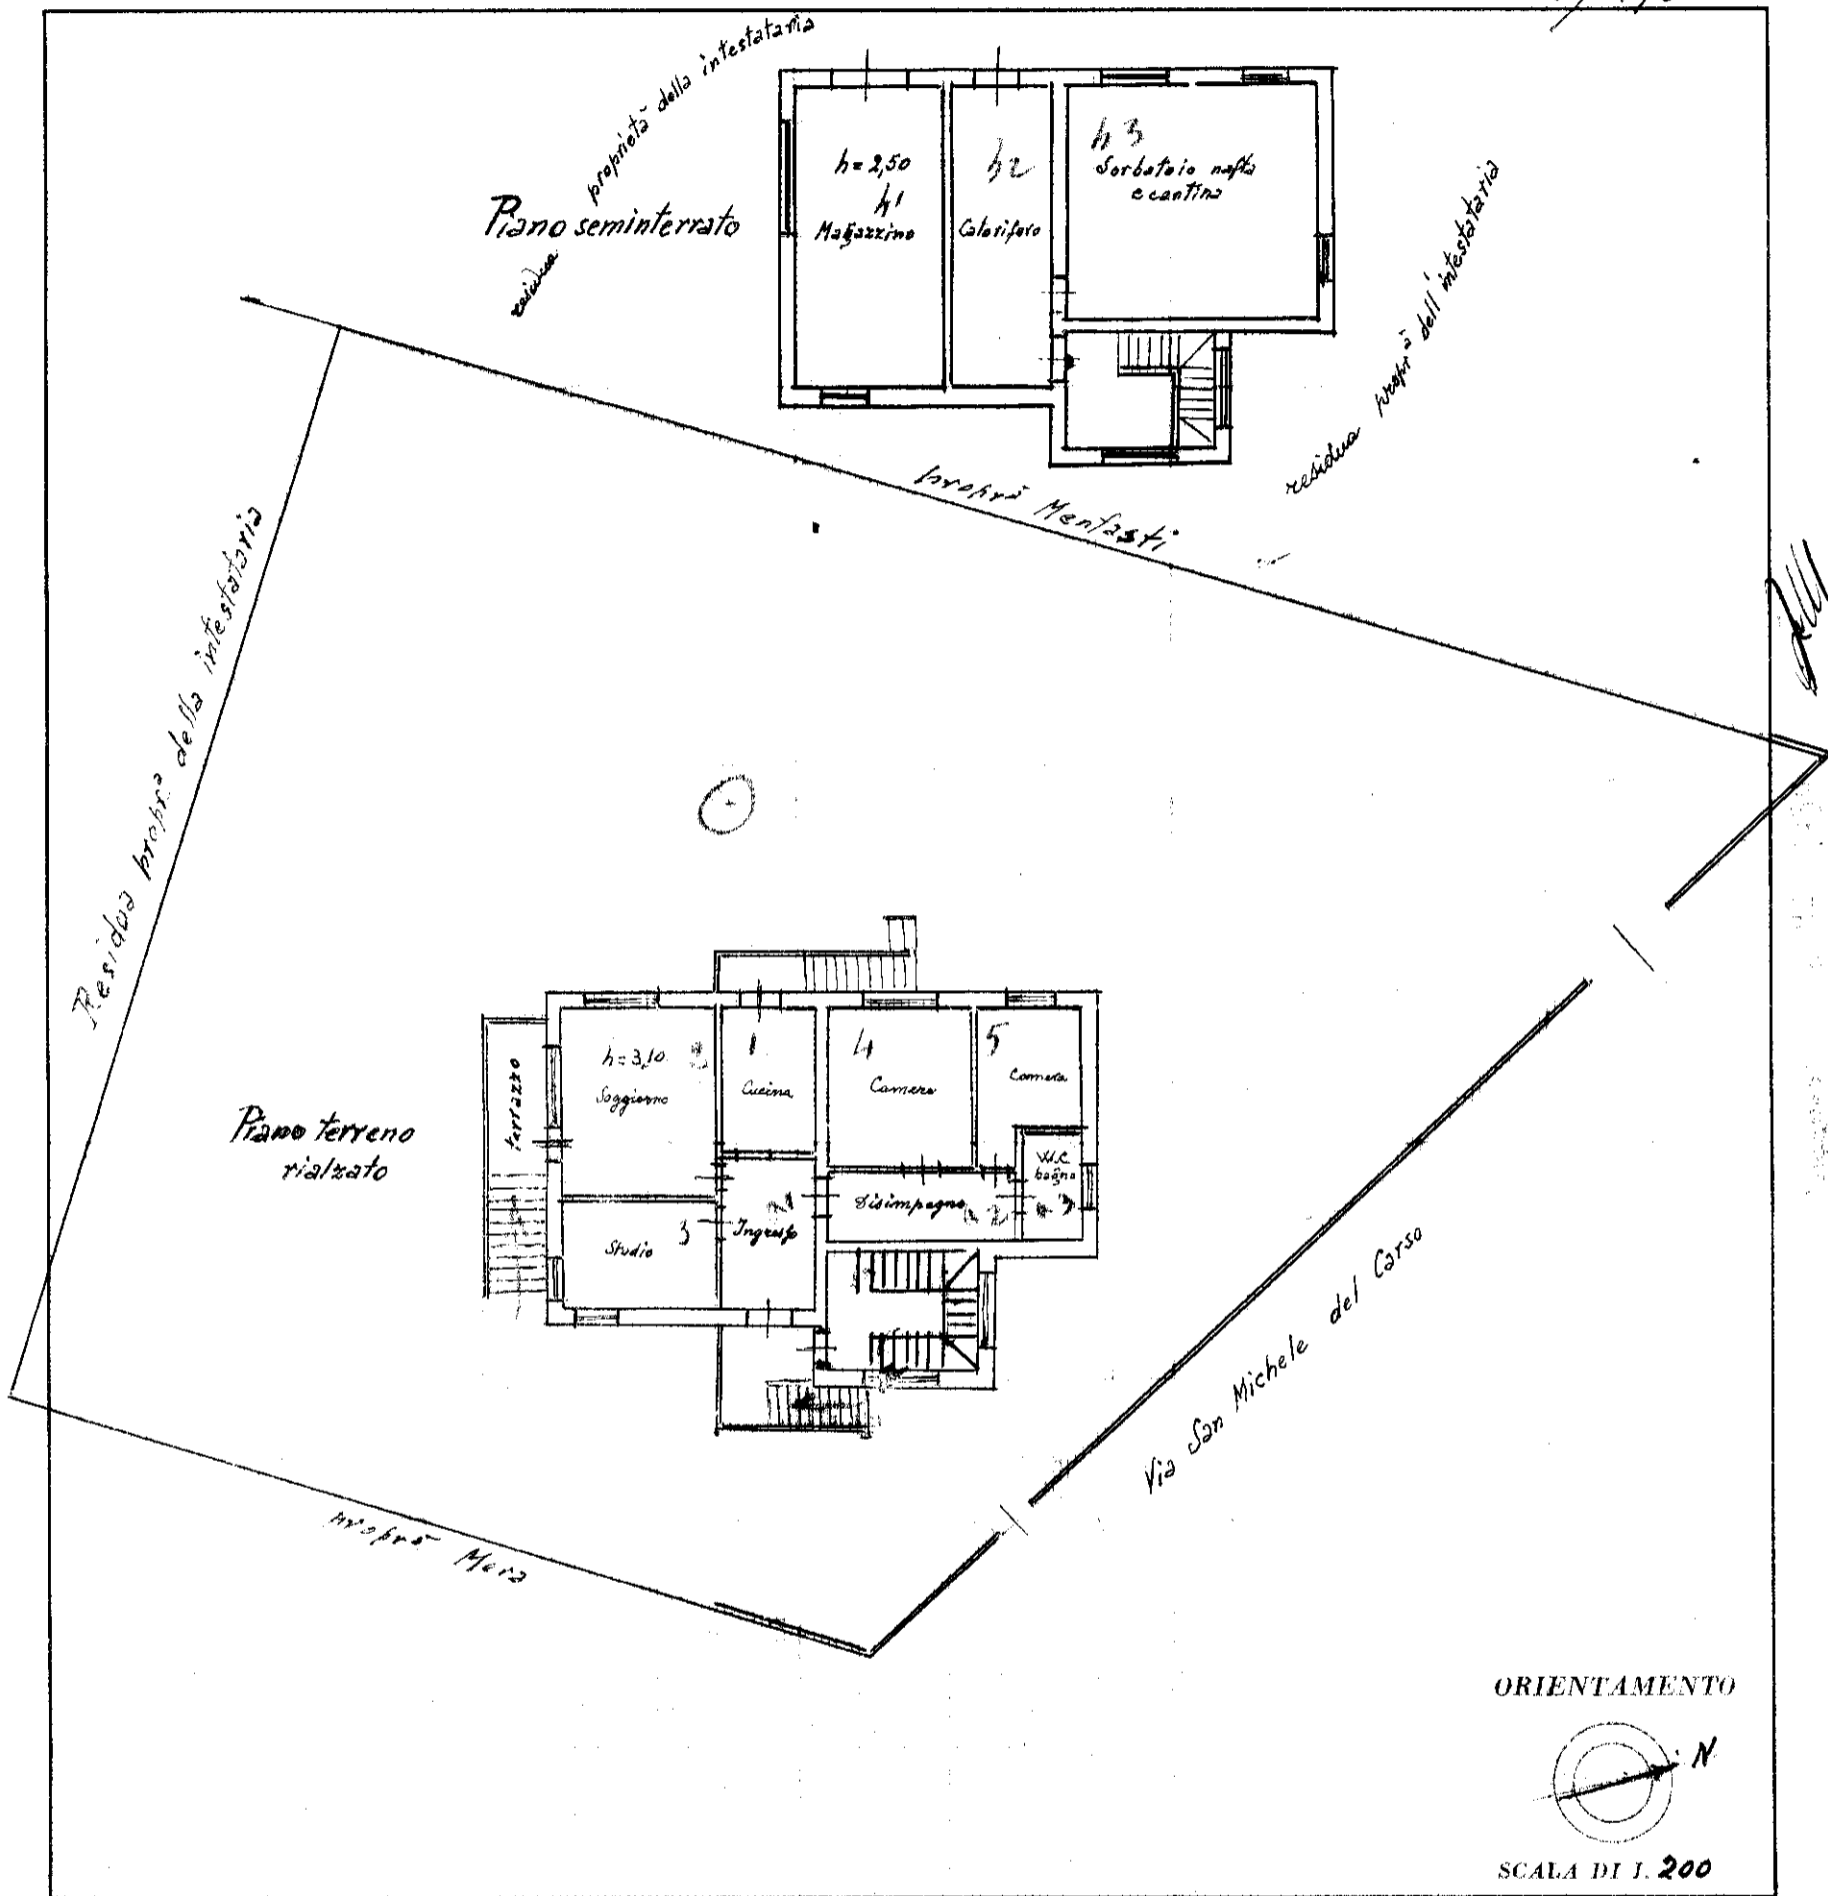 residua proprietà della intestataria
Piano seminterrato
h = 2,50
h1
Magazzino
h2
Calorifero
h3
Serbatoio nafta
e cantina
residua propr.à dell'intestataria
propr.à Menfasti
Residua propr.à della intestataria
Piano terreno
rialzato
terrazzo
h = 3,10
Soggiorno
1
Cucina
4
Camera
5
Camera
Studio
3
Ingresso
Disimpegno
2
W.C.
bagno
3
Via San Michele del Carso
propr.à Mera
ORIENTAMENTO
N
SCALA DI 1. 200